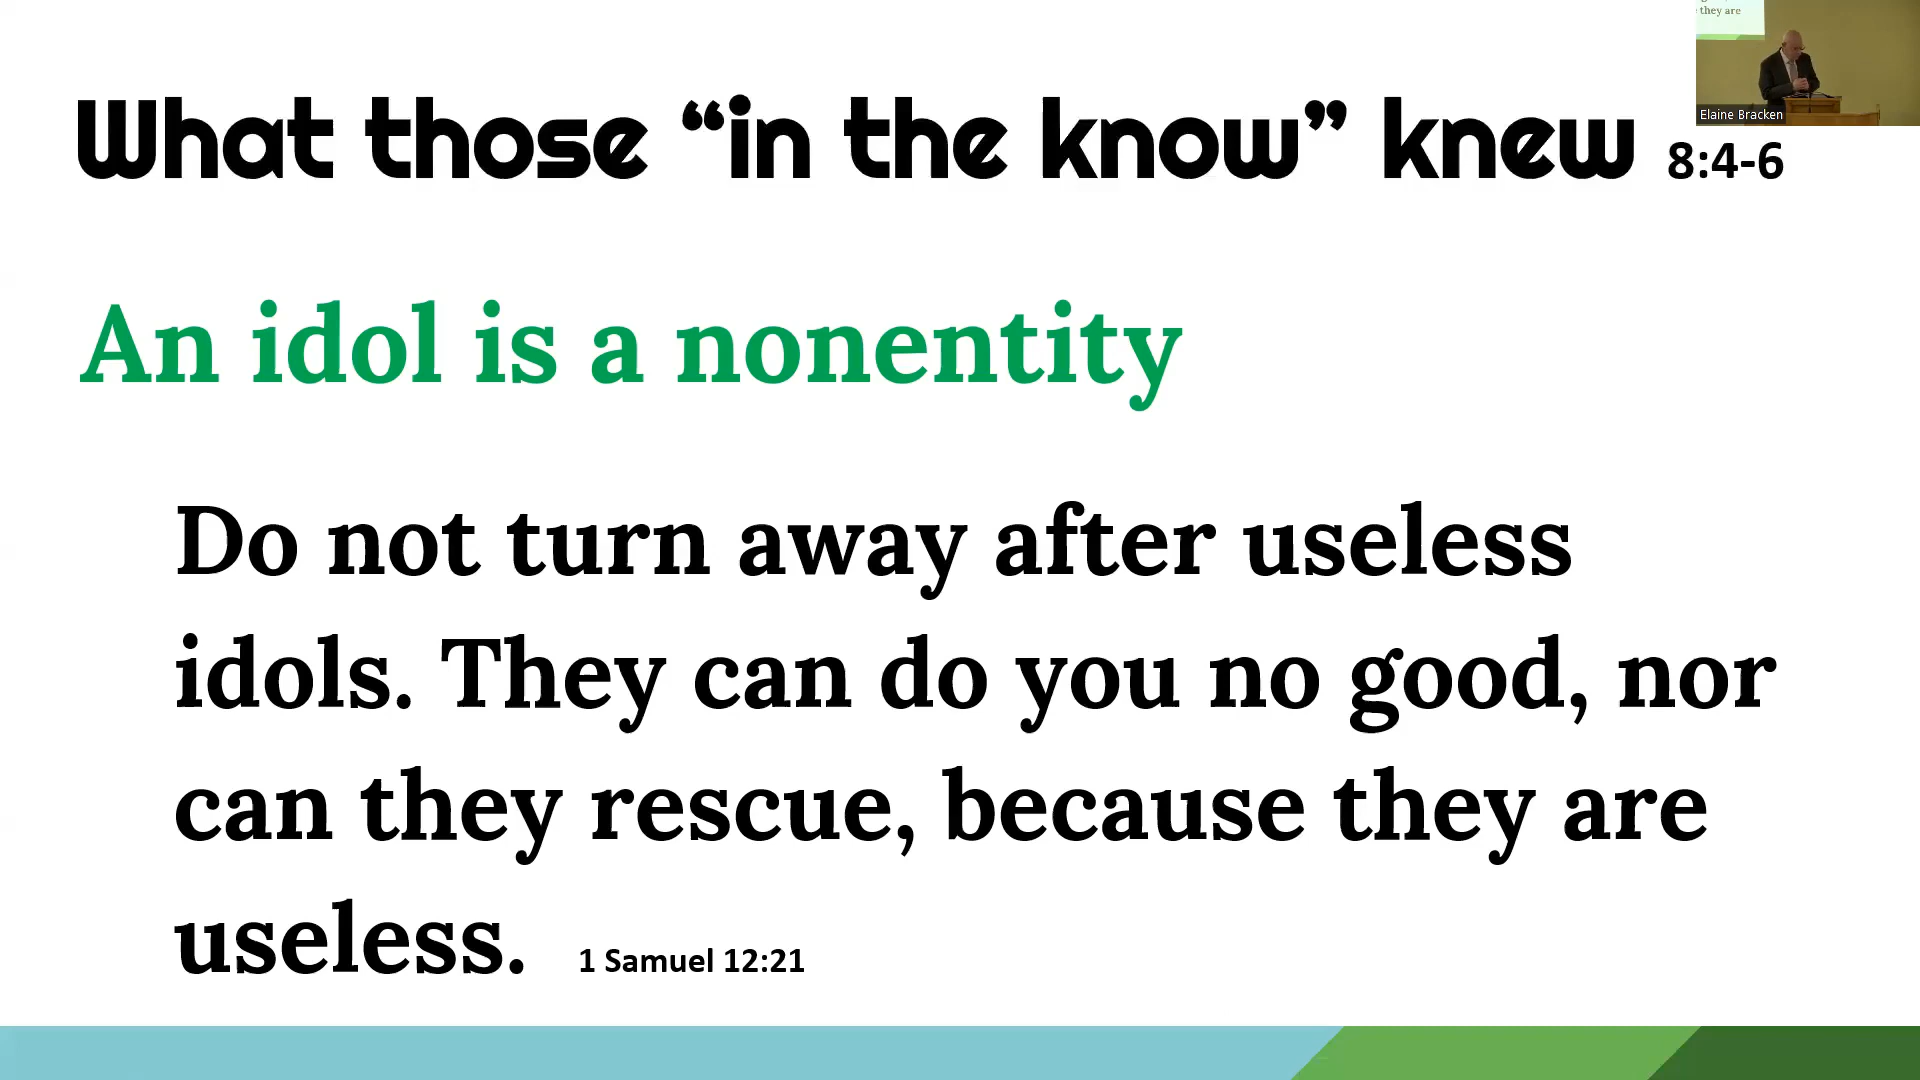 What those “in the know” knew 8:4-6
they are
Elaine Bracken
An idol is a nonentity
Do not turn away after useless
idols. They can do you no good, nor
can they rescue, because they are
useless. 1 Samuel 12:21